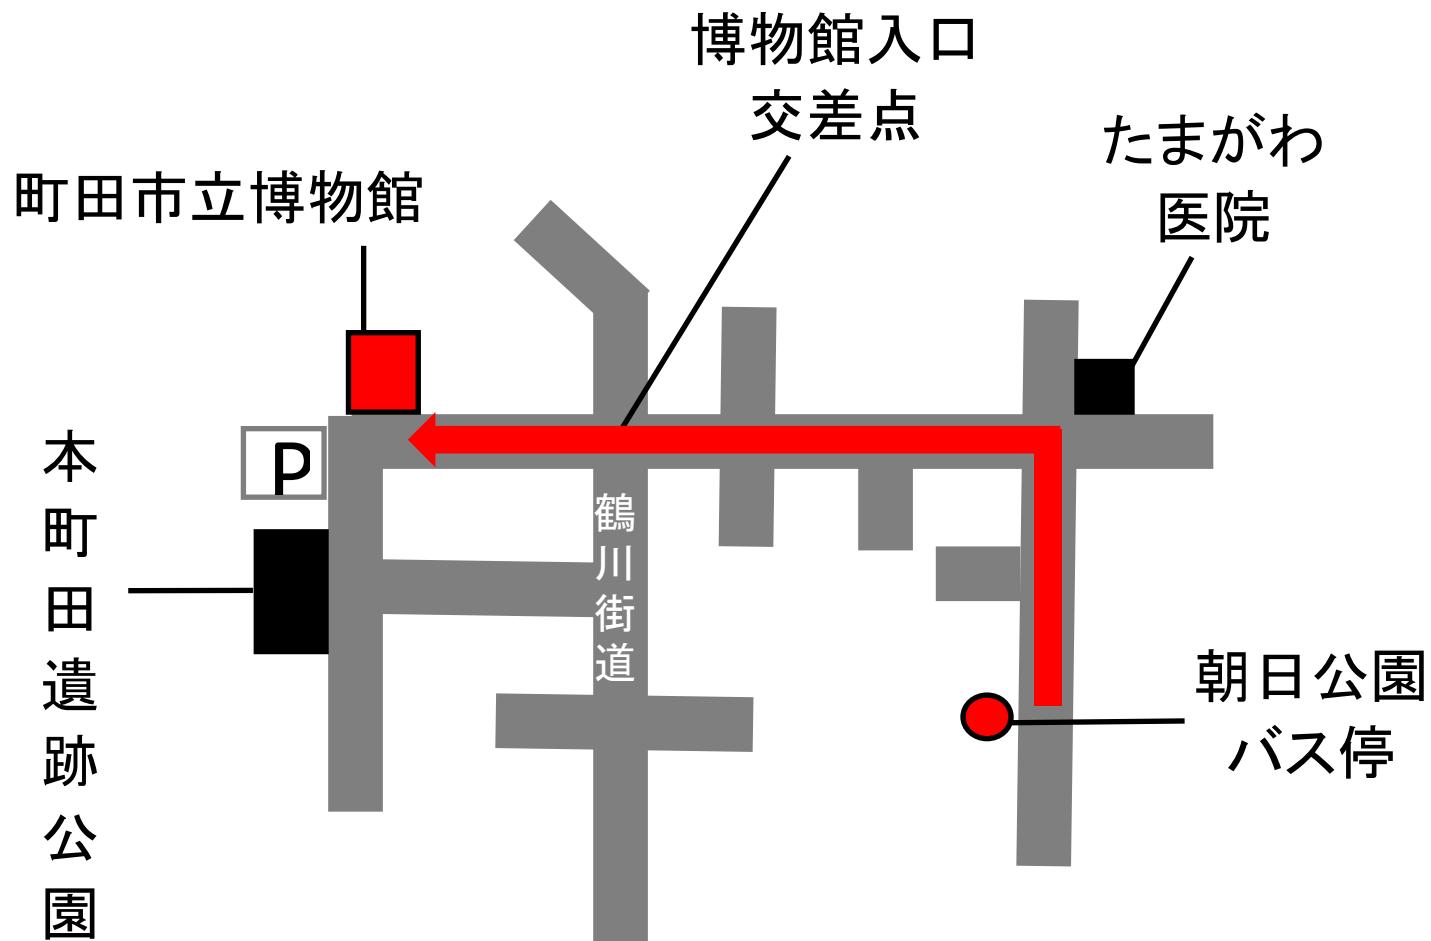 博物館入口
交差点
たまがわ
医院
町田市立博物館
P
本町田遺跡公園
鶴川街道
朝日公園
バス停